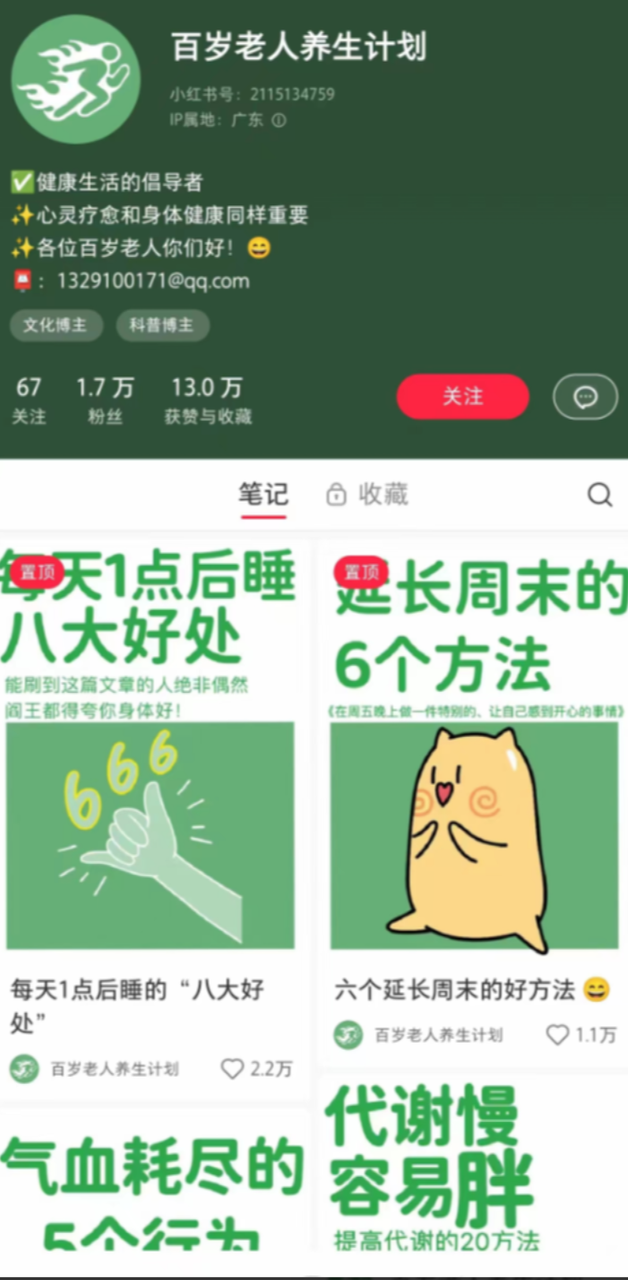 百岁老人养生计划
小红书号：2115134759
IP属地：广东
✅健康生活的倡导者
✨心灵疗愈和身体健康同样重要
✨各位百岁老人你们好！😄
📮：1329100171@qq.com
文化博主 科普博主
67 1.7 万 13.0 万
关注 粉丝 获赞与收藏
关注
笔记 收藏
置顶
每天1点后睡
八大好处
能刷到这篇文章的人绝非偶然
阎王都得夸你身体好！
666
每天1点后睡的“八大好
处”
百岁老人养生计划 2.2万
置顶
延长周末的
6个方法
《在周五晚上做一件特别的、让自己感到开心的事情》
六个延长周末的好方法 😄
百岁老人养生计划 1.1万
气血耗尽的
5个行为
代谢慢
容易胖
提高代谢的20方法